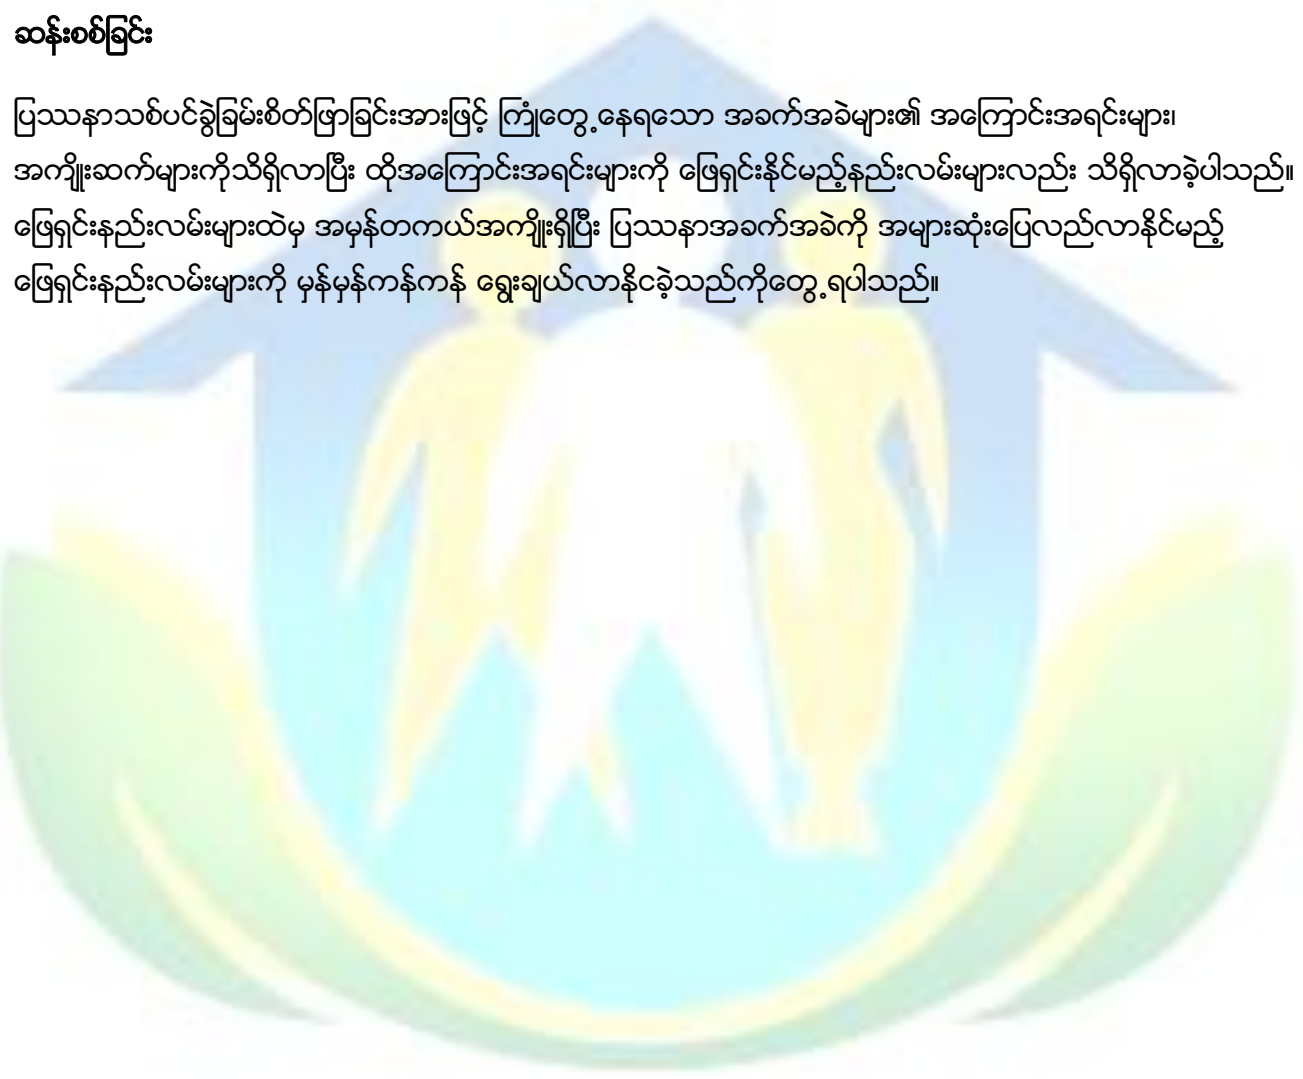 ဆန်းစစ်ခြင်း
ပြဿနာသစ်ပင်ခွဲခြမ်းစိတ်ဖြာခြင်းအားဖြင့် ကြုံတွေ့နေရသော အခက်အခဲများ၏ အကြောင်းအရင်းများ၊
အကျိုးဆက်များကိုသိရှိလာပြီး ထိုအကြောင်းအရင်းများကို ဖြေရှင်းနိုင်မည့်နည်းလမ်းများလည်း သိရှိလာခဲ့ပါသည်။
ဖြေရှင်းနည်းလမ်းများထဲမှ အမှန်တကယ်အကျိုးရှိပြီး ပြဿနာအခက်အခဲကို အများဆုံးပြေလည်လာနိုင်မည့်
ဖြေရှင်းနည်းလမ်းများကို မှန်မှန်ကန်ကန် ရွေးချယ်လာနိုငခဲ့သည်ကိုတွေ့ရပါသည်။